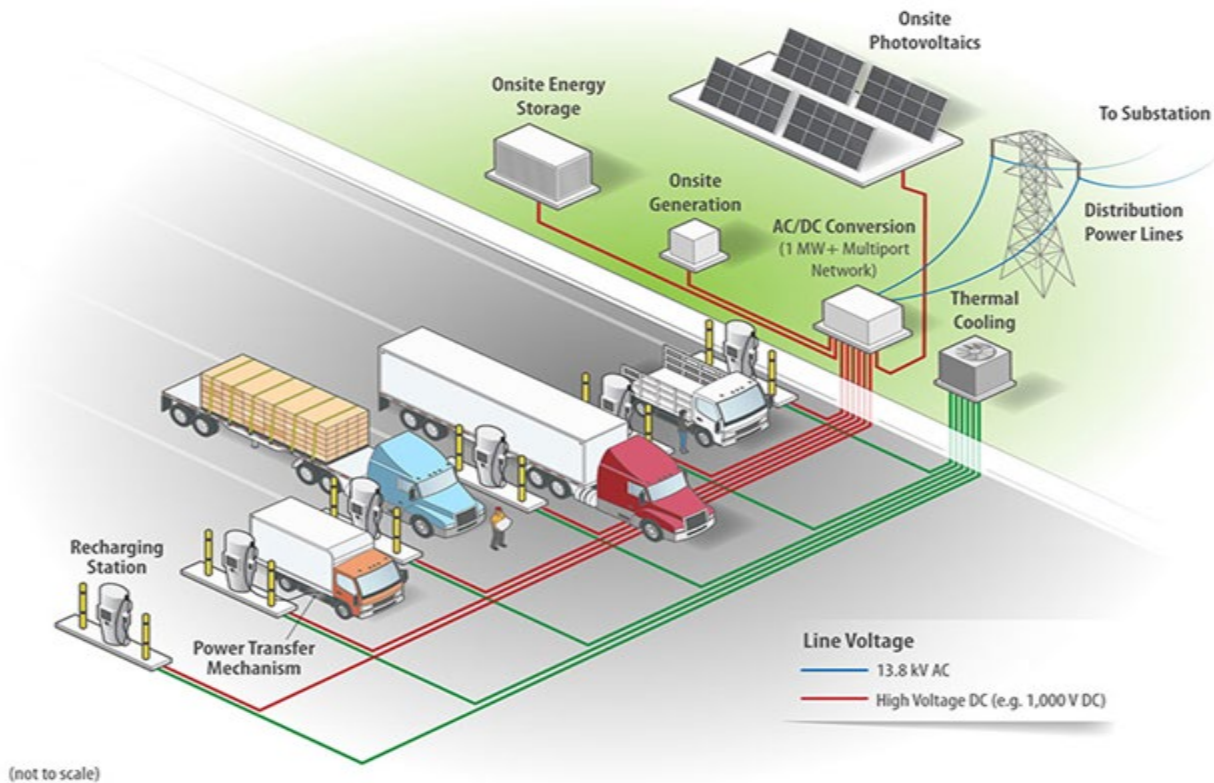 Onsite
Photovoltaics
Onsite Energy
Storage
To Substation
Onsite
Generation
AC/DC Conversion
(1 MW+ Multiport
Network)
Distribution
Power Lines
Thermal
Cooling
Recharging
Station
Power Transfer
Mechanism
Line Voltage
13.8 kV AC
High Voltage DC (e.g. 1,000 V DC)
(not to scale)